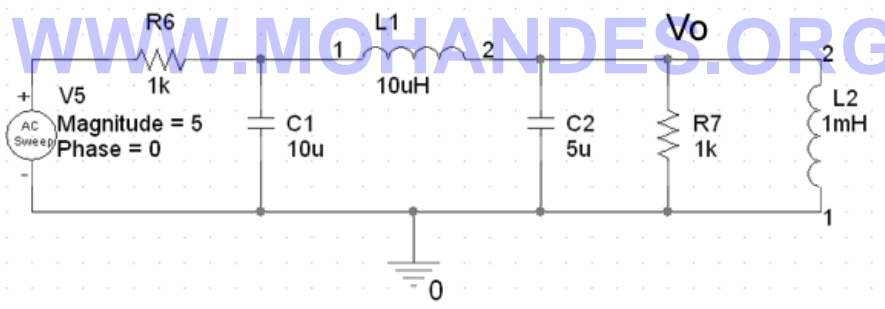 WWW.MOHANDES.ORG
R6
1k
L1
1
2
10uH
Vo
2
+
V5
AC
Sweep
Magnitude = 5
Phase = 0
-
C1
10u
C2
5u
R7
1k
L2
1mH
1
0